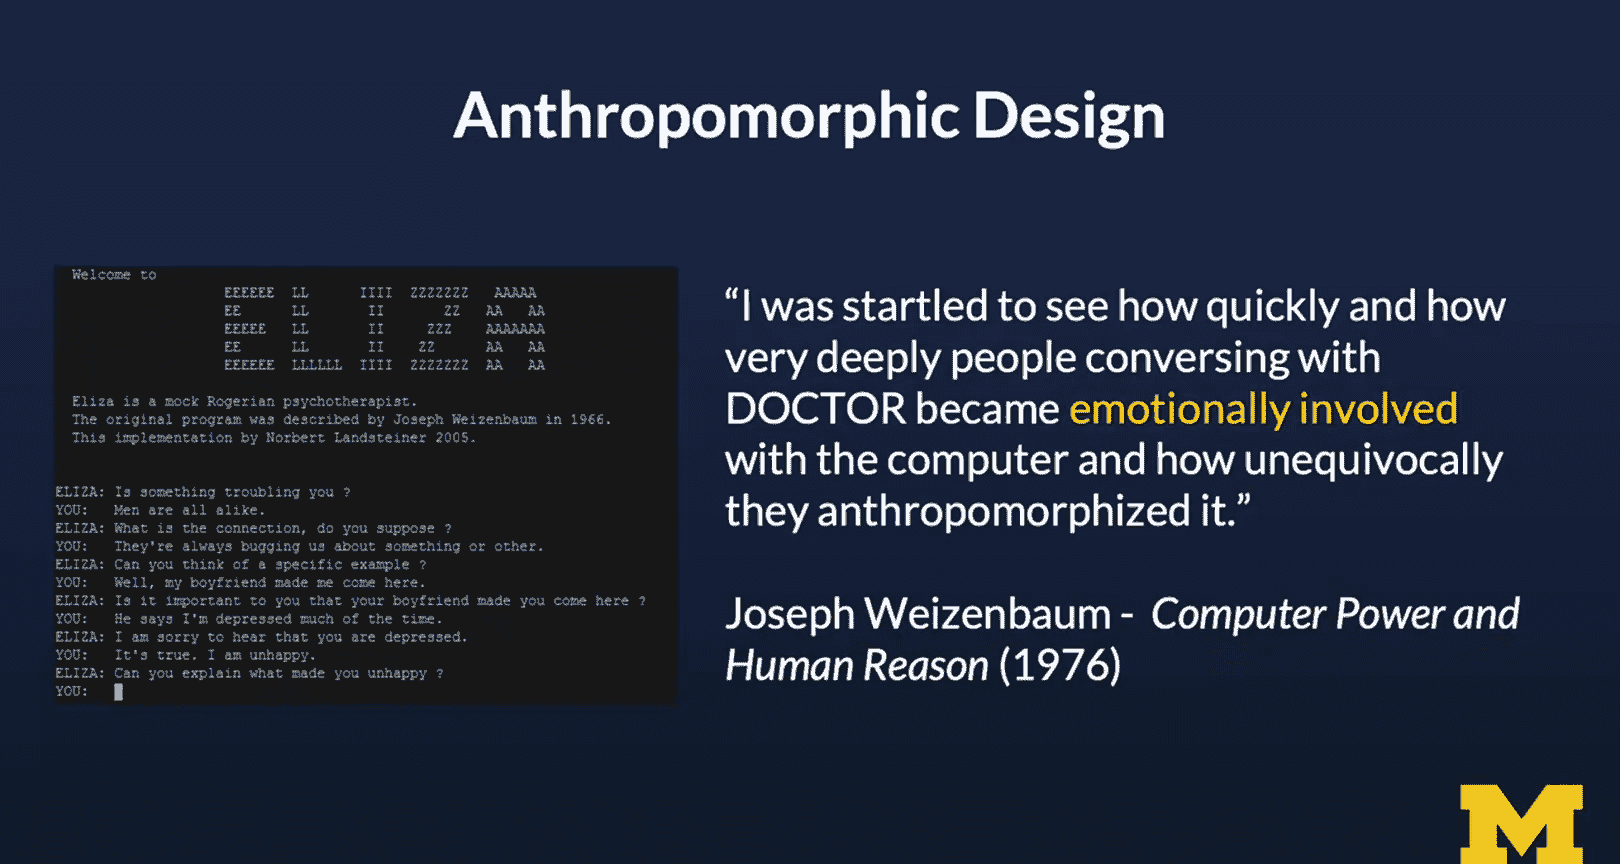 Anthropomorphic Design
Welcome to
EEEEEE  LL      IIII  ZZZZZZZ   AAAAA
EE      LL       II       ZZ   AA   AA
EEEEE   LL       II     ZZZ    AAAAAAA
EE      LL       II    ZZ      AA   AA
EEEEEE  LLLLLL  IIII  ZZZZZZZ  AA   AA
Eliza is a mock Rogerian psychotherapist.
The original program was described by Joseph Weizenbaum in 1966.
This implementation by Norbert Landsteiner 2005.
ELIZA: Is something troubling you ?
YOU:   Men are all alike.
ELIZA: What is the connection, do you suppose ?
YOU:   They're always bugging us about something or other.
ELIZA: Can you think of a specific example ?
YOU:   Well, my boyfriend made me come here.
ELIZA: Is it important to you that your boyfriend made you come here ?
YOU:   He says I'm depressed much of the time.
ELIZA: I am sorry to hear that you are depressed.
YOU:   It's true. I am unhappy.
ELIZA: Can you explain what made you unhappy ?
YOU:
“I was startled to see how quickly and how
very deeply people conversing with
DOCTOR became emotionally involved
with the computer and how unequivocally
they anthropomorphized it.”
Joseph Weizenbaum - Computer Power and
Human Reason (1976)
M